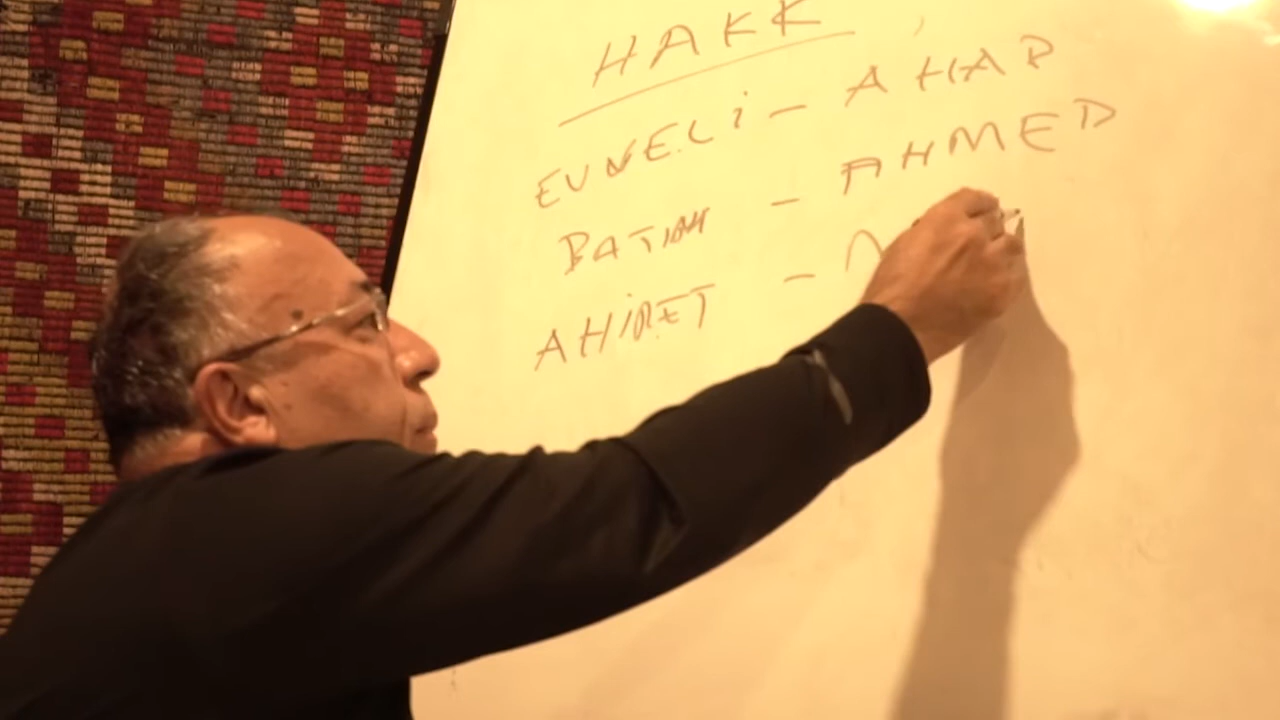 HAKK
EVVELİ - AHAD
BATIN - AHMED
AHİRET -